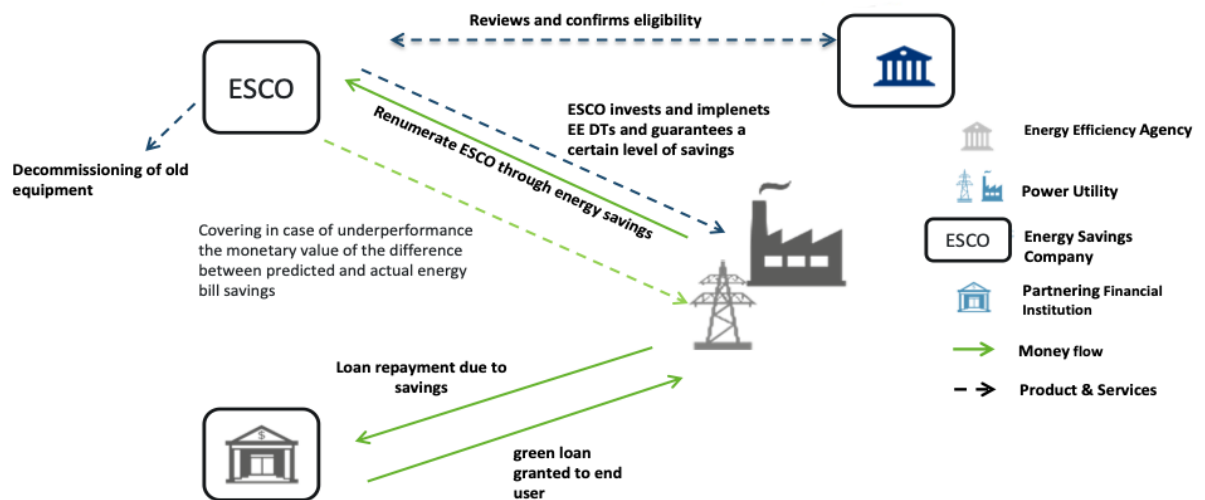 Reviews and confirms eligibility
ESCO
ESCO invests and implenets
EE DTs and guarantees a
certain level of savings
Renumerate ESCO through energy savings
Decommissioning of old
equipment
Covering in case of underperformance
the monetary value of the difference
between predicted and actual energy
bill savings
Loan repayment due to
savings
$
green loan
granted to end
user
Energy Efficiency Agency
Power Utility
ESCO
Energy Savings
Company
Partnering Financial
Institution
Money flow
Product & Services